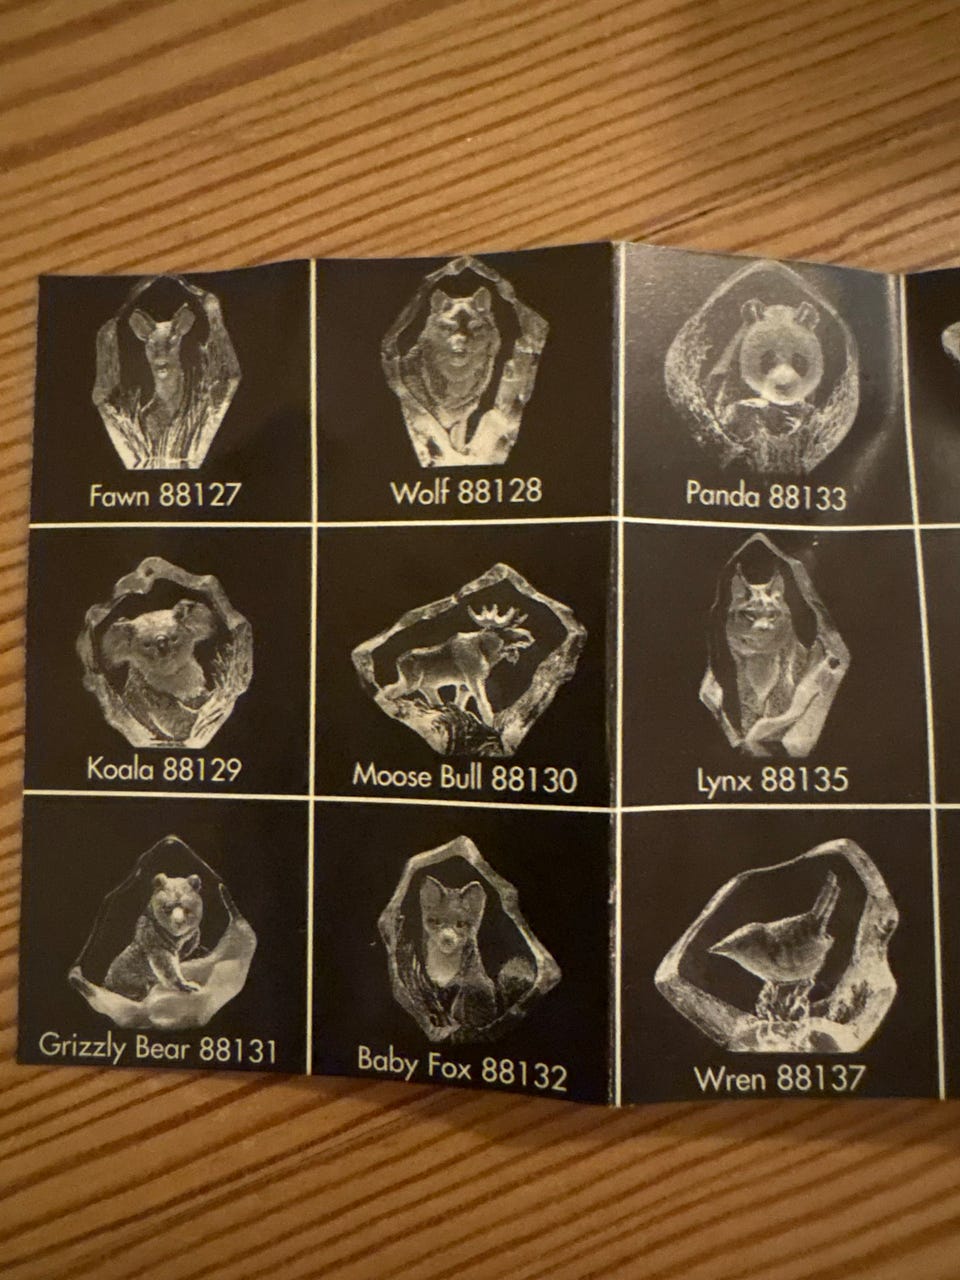 Fawn 88127
Wolf 88128
Panda 88133
Koala 88129
Moose Bull 88130
Lynx 88135
Grizzly Bear 88131
Baby Fox 88132
Wren 88137